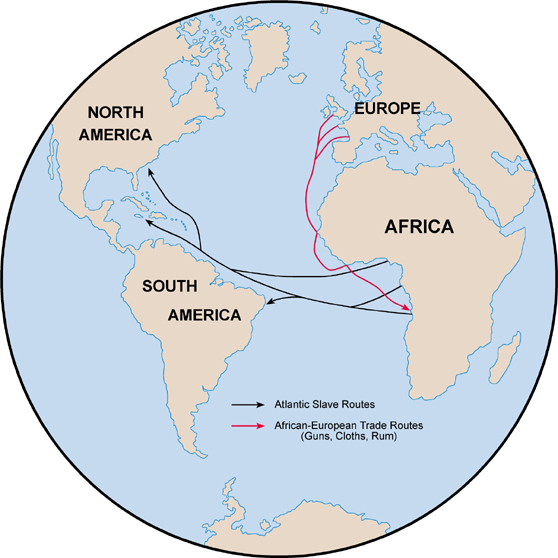 NORTH
AMERICA
EUROPE
AFRICA
SOUTH
AMERICA
Atlantic Slave Routes
African-European Trade Routes
(Guns, Cloths, Rum)